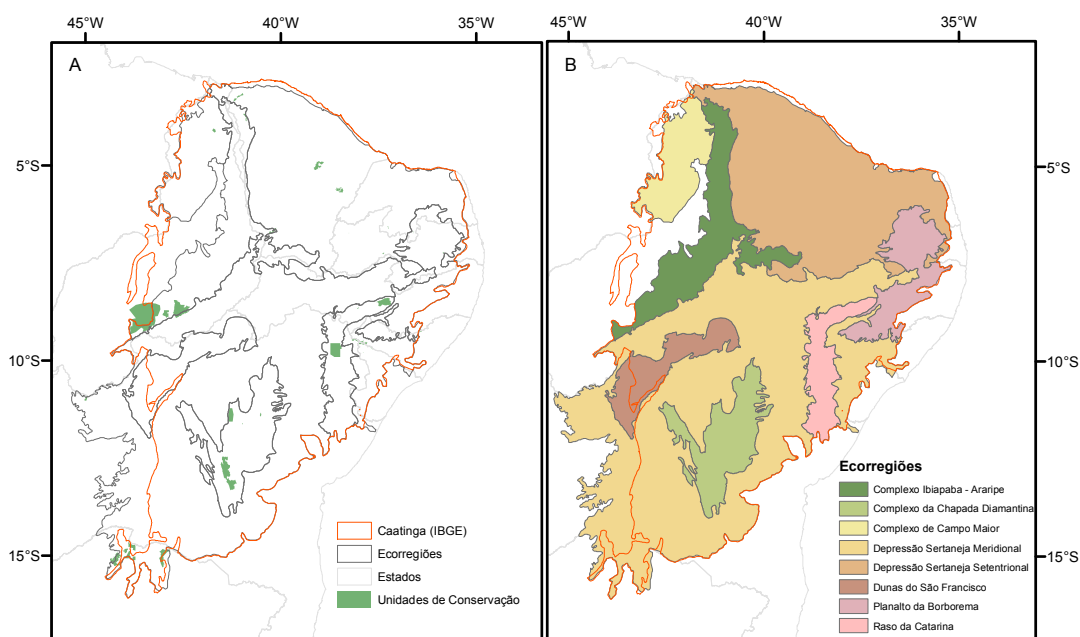 45°W 40°W 35°W
45°W 40°W 35°W
A
B
5°S
10°S
15°S
5°S
10°S
15°S
Caatinga (IBGE)
Ecorregiões
Estados
Unidades de Conservação
Ecorregiões
Complexo Ibiapaba - Araripe
Complexo da Chapada Diamantina
Complexo de Campo Maior
Depressão Sertaneja Meridional
Depressão Sertaneja Setentrional
Dunas do São Francisco
Planalto da Borborema
Raso da Catarina